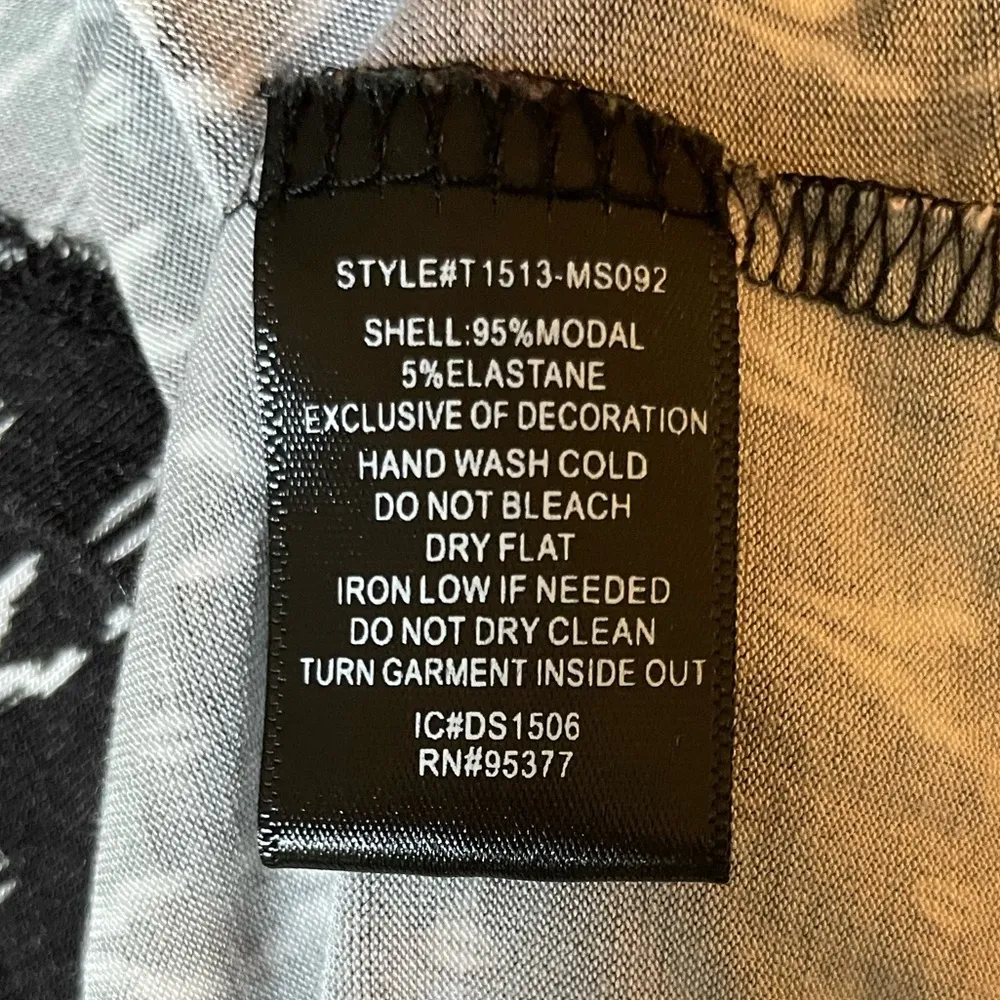 STYLE#T1513-MS092
SHELL:95%MODAL
5%ELASTANE
EXCLUSIVE OF DECORATION
HAND WASH COLD
DO NOT BLEACH
DRY FLAT
IRON LOW IF NEEDED
DO NOT DRY CLEAN
TURN GARMENT INSIDE OUT
IC#DS1506
RN#95377